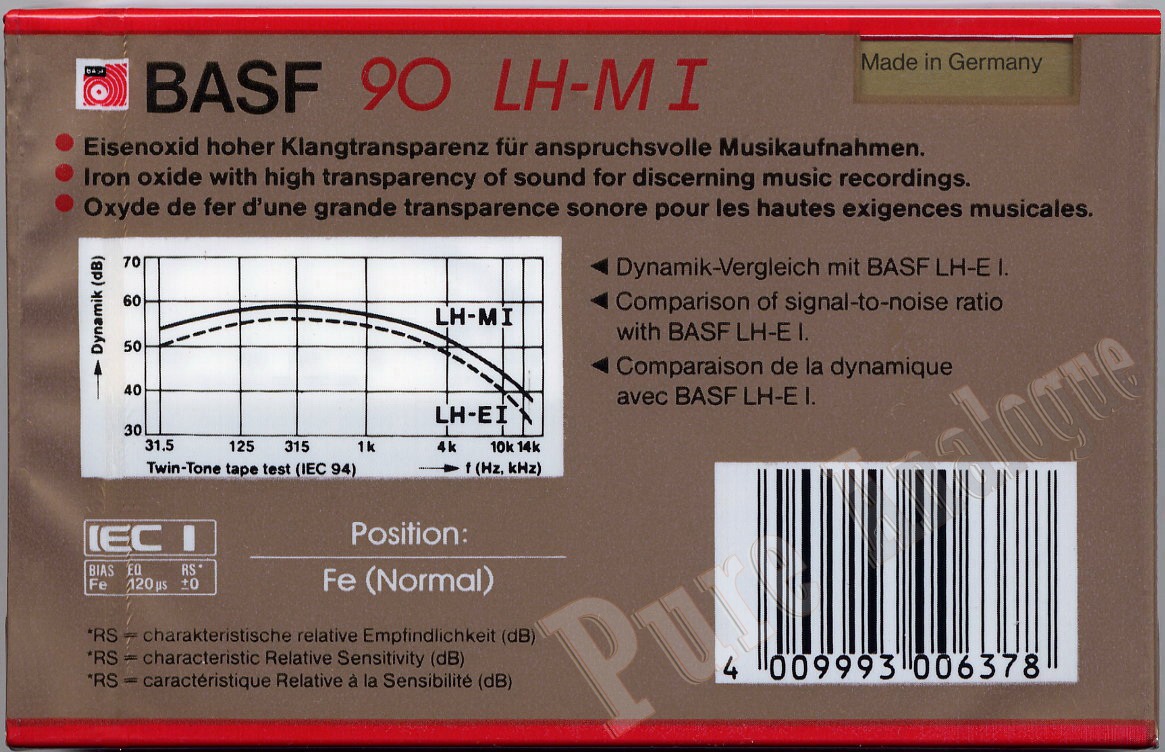 BASF 90 LH-M I
Made in Germany
Eisenoxid hoher Klangtransparenz für anspruchsvolle Musikaufnahmen.
Iron oxide with high transparency of sound for discerning music recordings.
Oxyde de fer d'une grande transparence sonore pour les hautes exigences musicales.
Dynamik (dB)
70
60
50
40
30
LH-M I
LH-E I
31.5 125 315 1k 4k 10k 14k
Twin-Tone tape test (IEC 94) f (Hz, kHz)
Dynamik-Vergleich mit BASF LH-E I.
Comparison of signal-to-noise ratio
with BASF LH-E I.
Comparaison de la dynamique
avec BASF LH-E I.
IEC I
BIAS EQ RS*
Fe 120µs ±0
Position:
Fe (Normal)
*RS = charakteristische relative Empfindlichkeit (dB)
*RS = characteristic Relative Sensitivity (dB)
*RS = caractéristique Relative à la Sensibilité (dB)
4 009993 006378
Pure Analogue